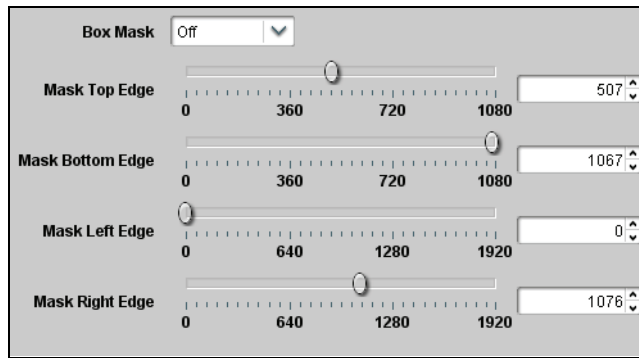 Box Mask Off
Mask Top Edge 507
0 360 720 1080
Mask Bottom Edge 1067
0 360 720 1080
Mask Left Edge 0
0 640 1280 1920
Mask Right Edge 1076
0 640 1280 1920